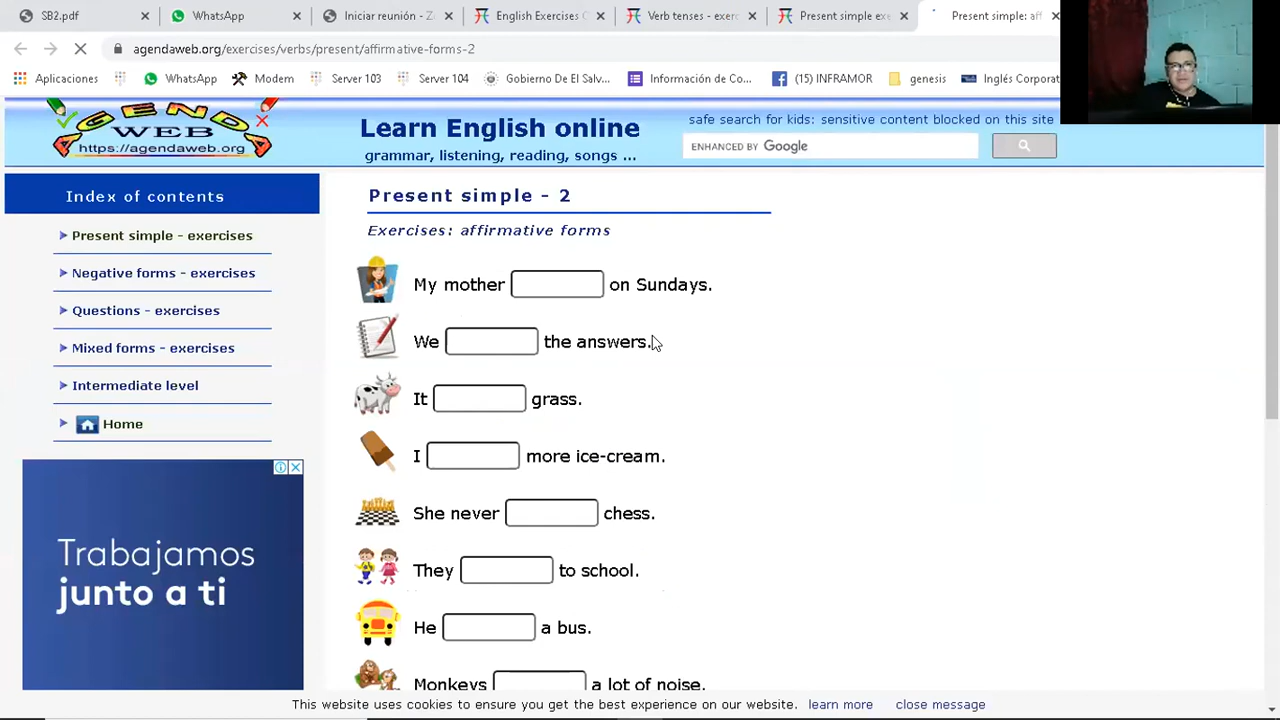 SB2.pdf
WhatsApp
Iniciar reunión - Z
English Exercises
Verb tenses - exer
Present simple exe
Present simple: aff
agendaweb.org/exercises/verbs/present/affirmative-forms-2
Aplicaciones
WhatsApp
Modem
Server 103
Server 104
Gobierno De El Salv...
Información de Co...
(15) INFRAMOR
genesis
Inglés Corporat
AGENDA
WEB
https://agendaweb.org
Learn English online
grammar, listening, reading, songs ...
safe search for kids: sensitive content blocked on this site
ENHANCED BY Google
Index of contents
Present simple - exercises
Negative forms - exercises
Questions - exercises
Mixed forms - exercises
Intermediate level
Home
Trabajamos
junto a ti
Present simple - 2
Exercises: affirmative forms
My mother on Sundays.
We the answers.
It grass.
I more ice-cream.
She never chess.
They to school.
He a bus.
Monkeys a lot of noise.
This website uses cookies to ensure you get the best experience on our website. learn more close message